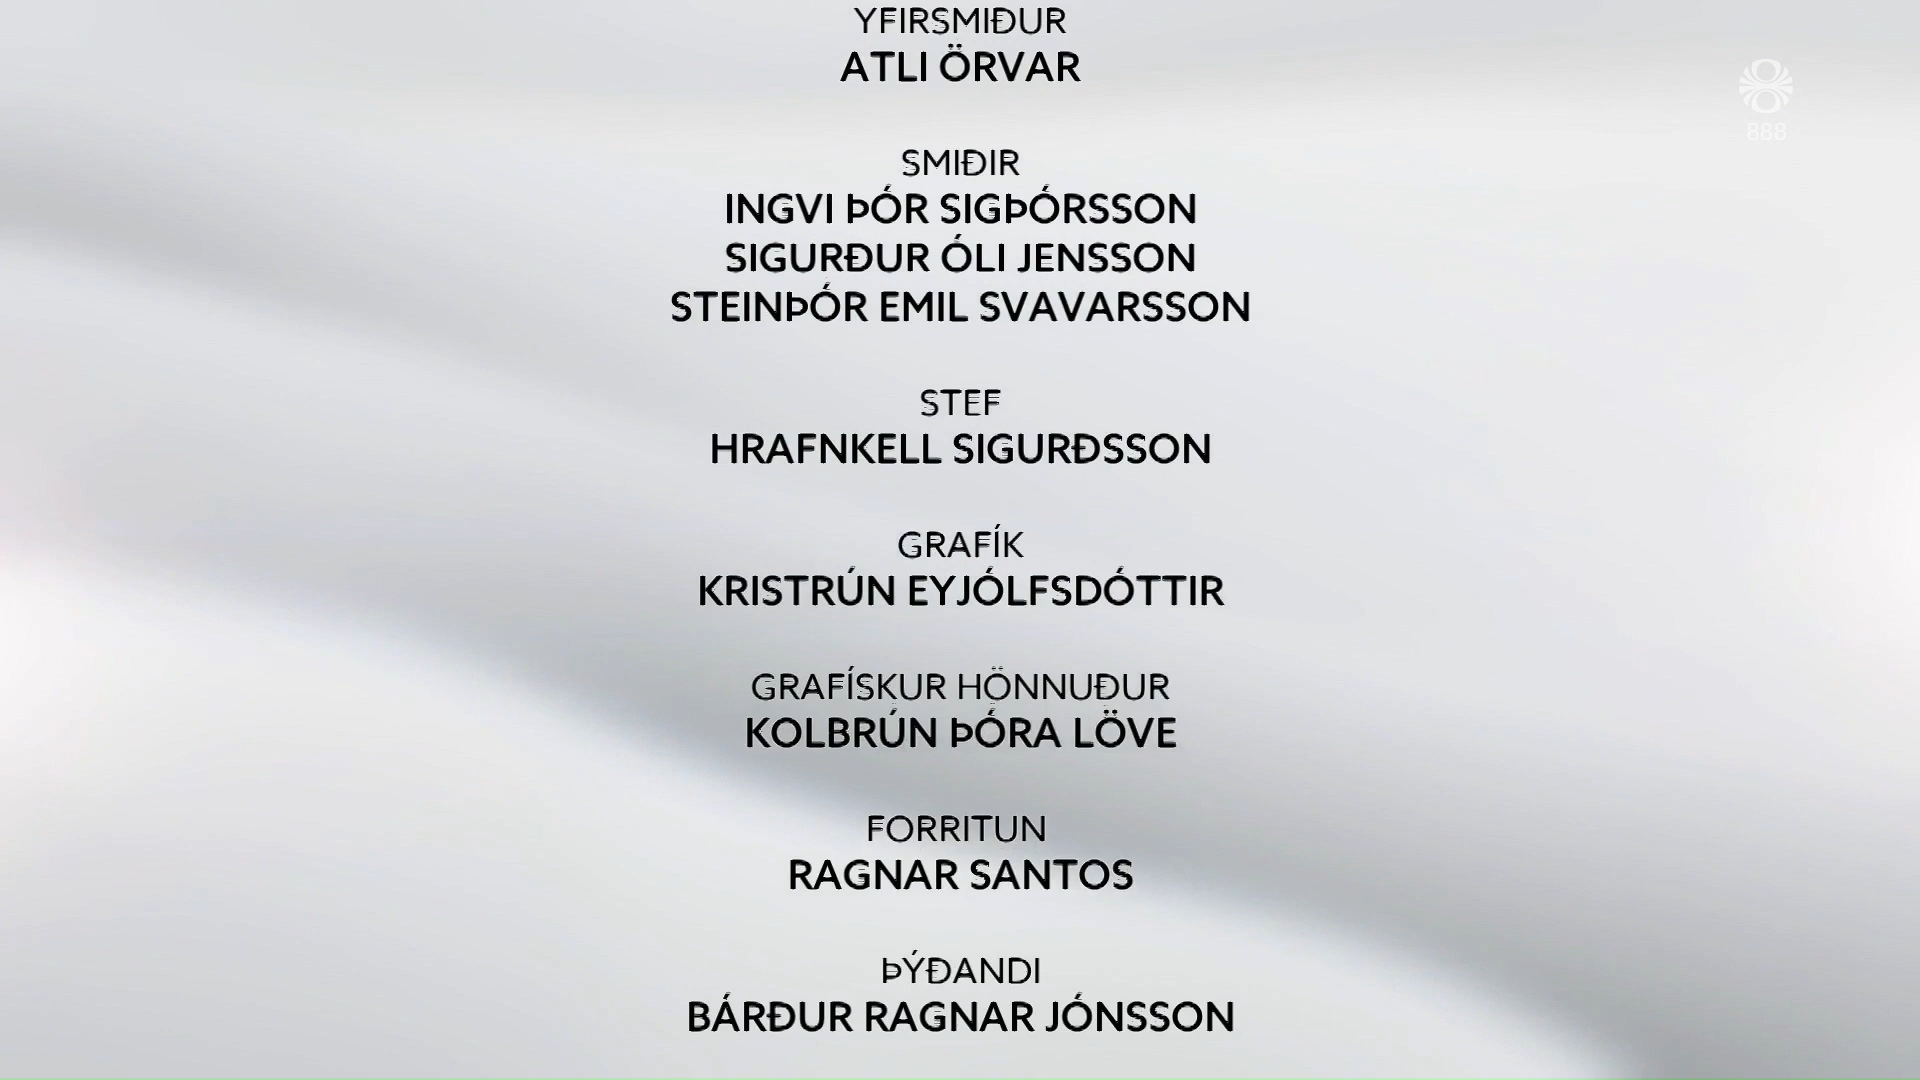 YFIRSMIÐUR
ATLI ÖRVAR
888
SMIÐIR
INGVI ÞÓR SIGÞÓRSSON
SIGURÐUR ÓLI JENSSON
STEINÞÓR EMIL SVAVARSSON
STEF
HRAFNKELL SIGURÐSSON
GRAFÍK
KRISTRÚN EYJÓLFSDÓTTIR
GRAFÍSKUR HÖNNUÐUR
KOLBRÚN ÞÓRA LÖVE
FORRITUN
RAGNAR SANTOS
ÞÝÐANDI
BÁRÐUR RAGNAR JÓNSSON